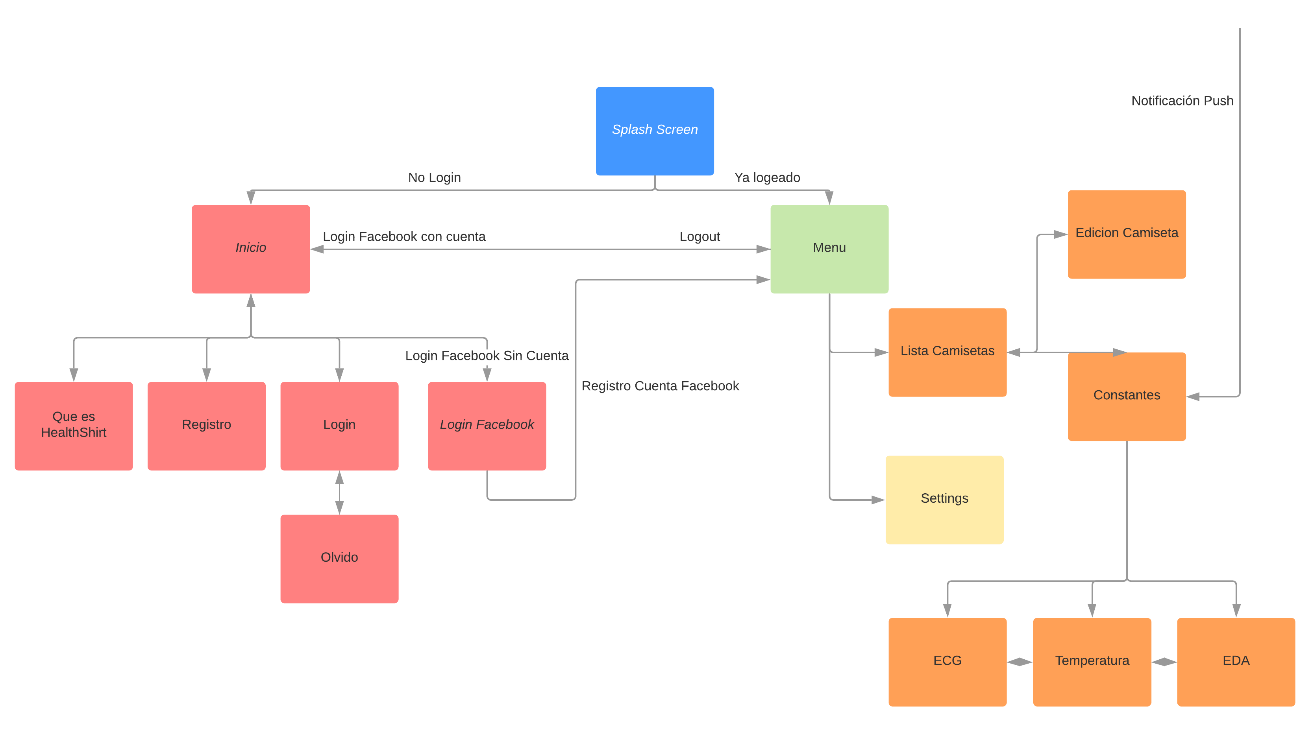 Notificación Push
Splash Screen
No Login
Ya logeado
Inicio
Login Facebook con cuenta
Logout
Menu
Edicion Camiseta
Lista Camisetas
Login Facebook Sin Cuenta
Registro Cuenta Facebook
Constantes
Que es
HealthShirt
Registro
Login
Login Facebook
Settings
Olvido
ECG
Temperatura
EDA